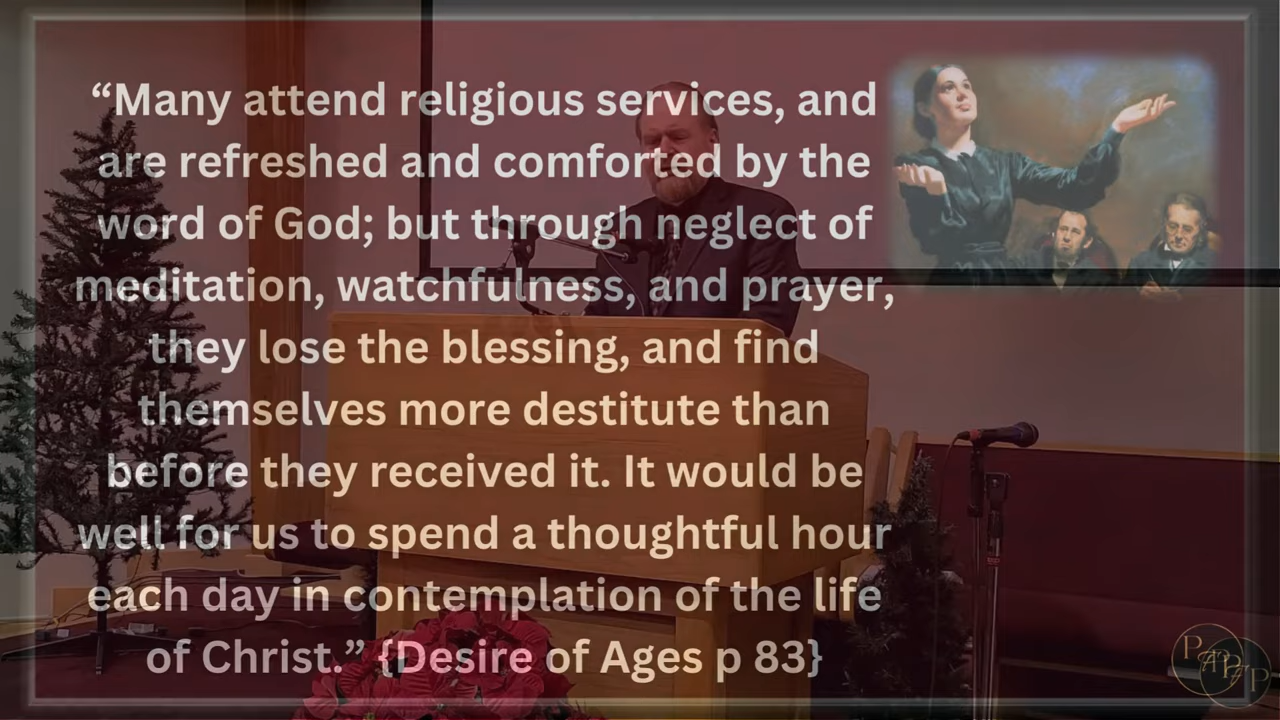 “Many attend religious services, and
are refreshed and comforted by the
word of God; but through neglect of
meditation, watchfulness, and prayer,
they lose the blessing, and find
themselves more destitute than
before they received it. It would be
well for us to spend a thoughtful hour
each day in contemplation of the life
of Christ.” {Desire of Ages p 83}